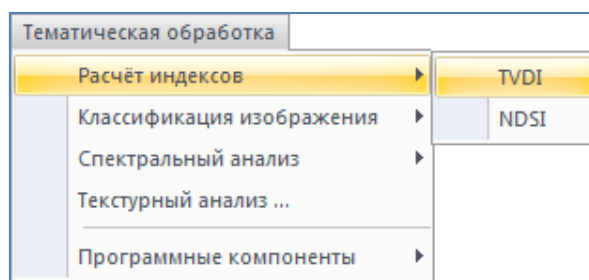 Тематическая обработка
Расчёт индексов
TVDI
Классификация изображения
NDSI
Спектральный анализ
Текстурный анализ ...
Программные компоненты